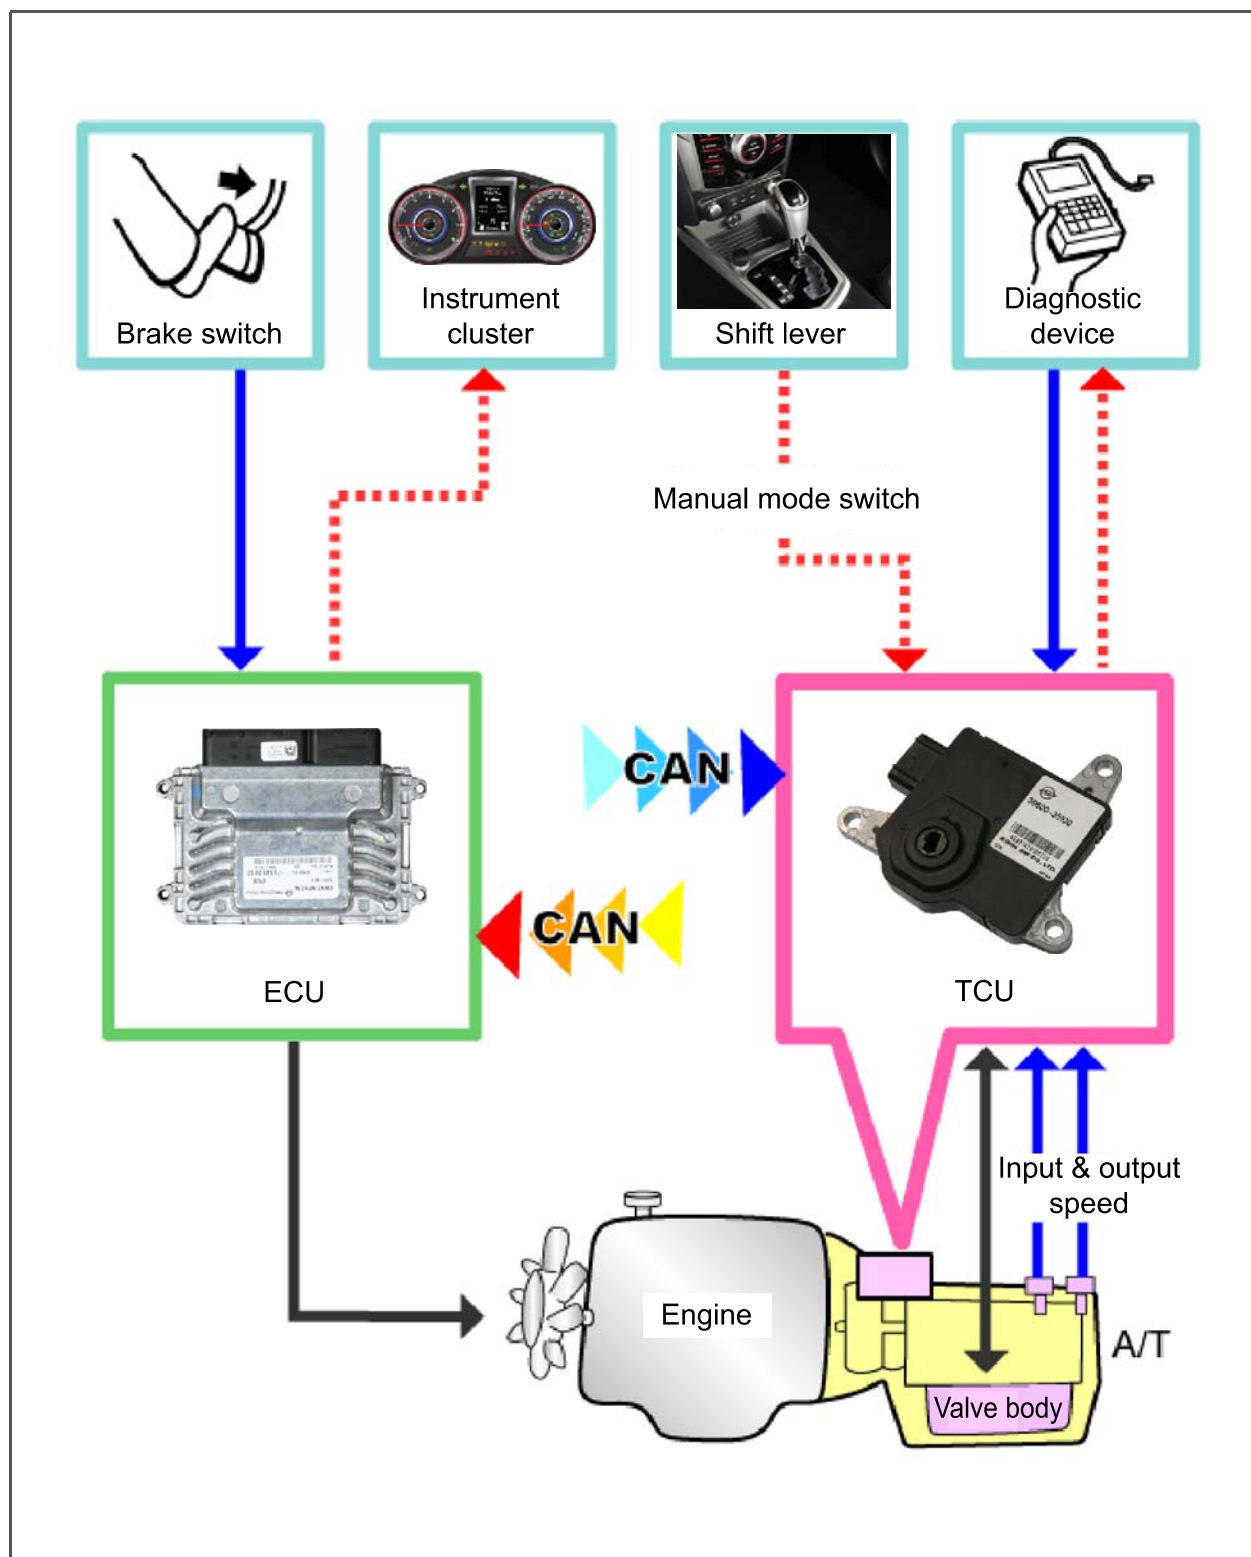 Brake switch
Instrument
cluster
Shift lever
Diagnostic
device
Manual mode switch
CAN
CAN
ECU
TCU
Input & output
speed
Engine
A/T
Valve body